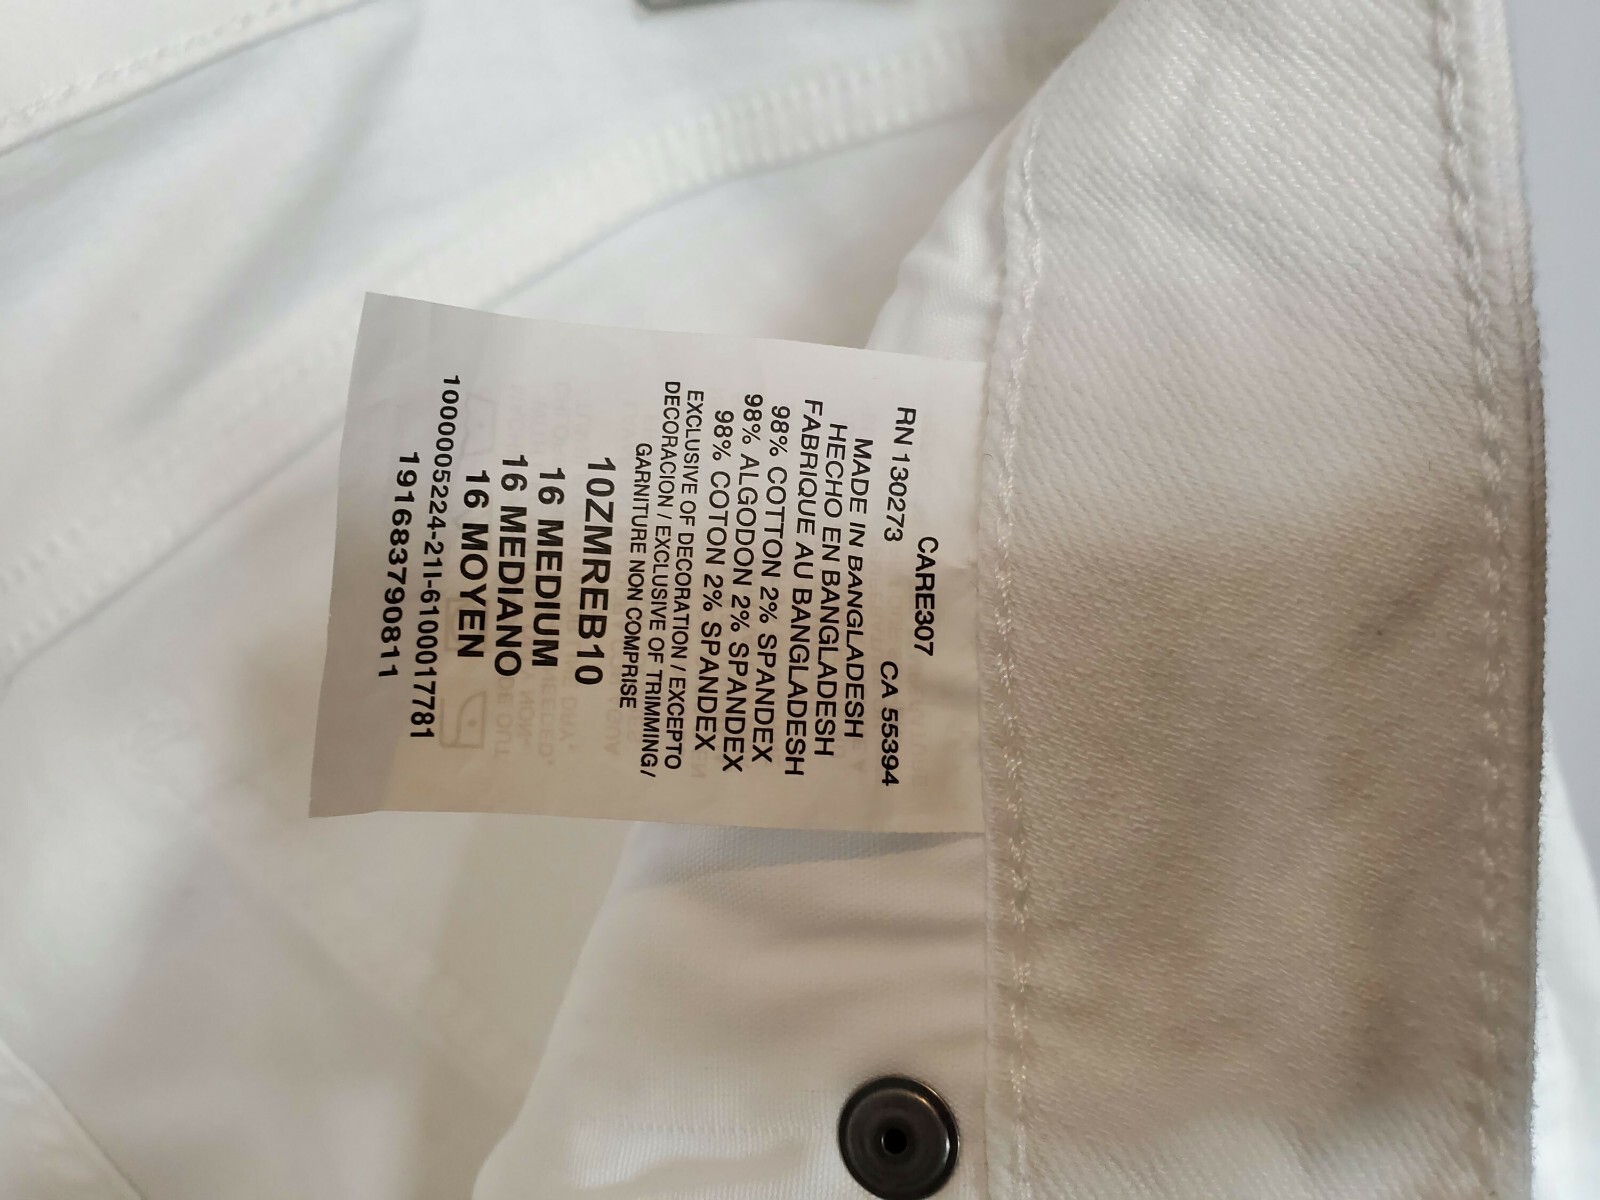 CARE307
RN 130273 CA 55394
MADE IN BANGLADESH
HECHO EN BANGLADESH
FABRIQUE AU BANGLADESH
98% COTTON 2% SPANDEX
98% ALGODON 2% SPANDEX
98% COTON 2% SPANDEX
EXCLUSIVE OF DECORATION / EXCEPTO
DECORACION / EXCLUSIVE OF TRIMMING /
GARNITURE NON COMPRISE
10ZMREB10
16 MEDIUM
16 MEDIANO
16 MOYEN
1000005224-21I-6100017781
191683790811